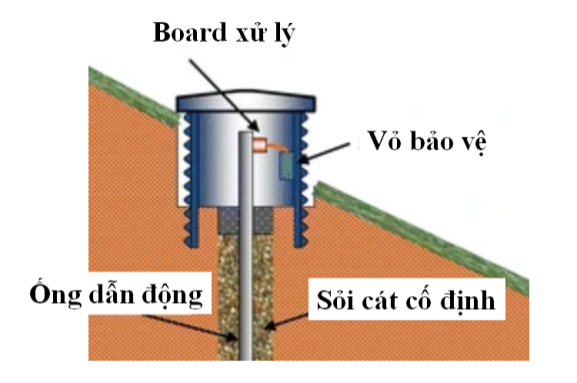 Board xử lý
Vỏ bảo vệ
Ống dẫn động
Sỏi cát cố định